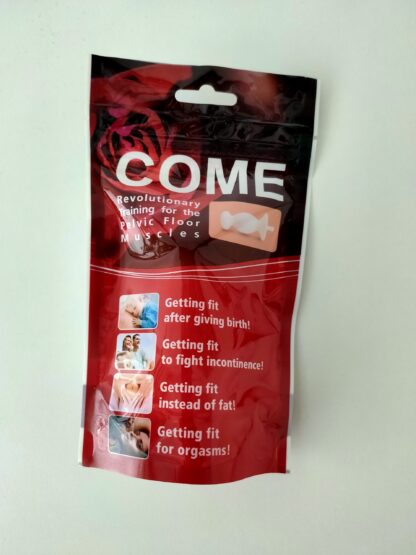 COME
Revolutionary
Training for the
Pelvic Floor
Muscles
Getting fit
after giving birth!
Getting fit
to fight incontinence!
Getting fit
instead of fat!
Getting fit
for orgasms!